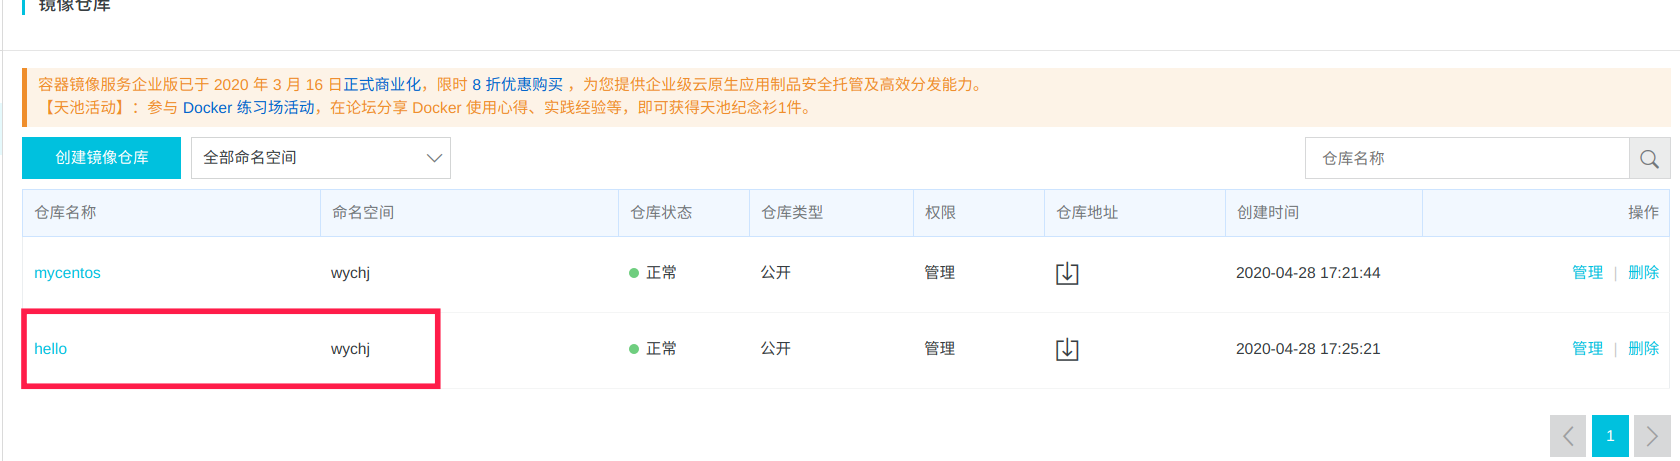 镜像仓库
容器镜像服务企业版已于 2020 年 3 月 16 日正式商业化，限时 8 折优惠购买 ，为您提供企业级云原生应用制品安全托管及高效分发能力。
【天池活动】：参与 Docker 练习场活动，在论坛分享 Docker 使用心得、实践经验等，即可获得天池纪念衫1件。
创建镜像仓库 全部命名空间 仓库名称
仓库名称 命名空间 仓库状态 仓库类型 权限 仓库地址 创建时间 操作
mycentos wychj 正常 公开 管理 2020-04-28 17:21:44 管理 | 删除
hello wychj 正常 公开 管理 2020-04-28 17:25:21 管理 | 删除
1